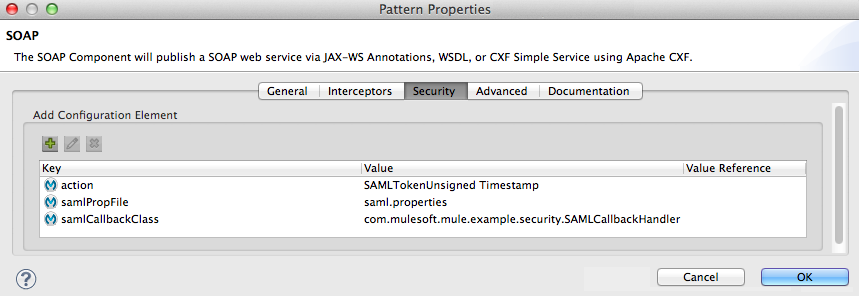 Pattern Properties
SOAP
The SOAP Component will publish a SOAP web service via JAX-WS Annotations, WSDL, or CXF Simple Service using Apache CXF.
General Interceptors Security Advanced Documentation
Add Configuration Element
Key Value Value Reference
action SAMLTokenUnsigned Timestamp
samlPropFile saml.properties
samlCallbackClass com.mulesoft.mule.example.security.SAMLCallbackHandler
? Cancel OK